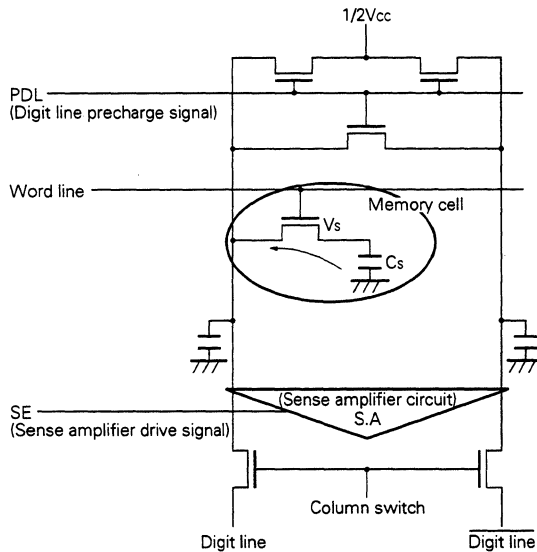 1/2Vcc
PDL
(Digit line precharge signal)
Word line
Memory cell
Vs
Cs
(Sense amplifier circuit)
S.A
SE
(Sense amplifier drive signal)
Column switch
Digit line
Digit line